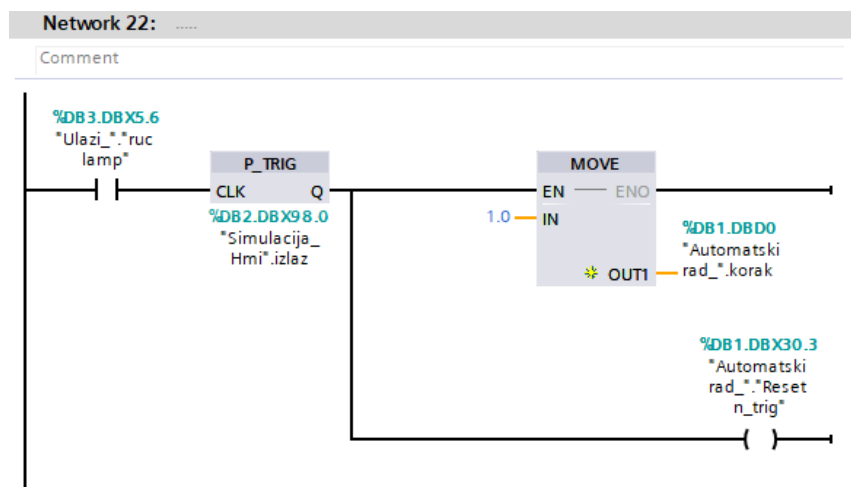 Network 22: .....
Comment
%DB3.DBX5.6
"Ulazi_"."ruc
lamp"
P_TRIG
CLK Q
%DB2.DBX98.0
"Simulacija_
Hmi".izlaz
MOVE
EN ENO
1.0 IN
OUT1
%DB1.DBD0
"Automatski
rad_".korak
%DB1.DBX30.3
"Automatski
rad_"."Reset
n_trig"